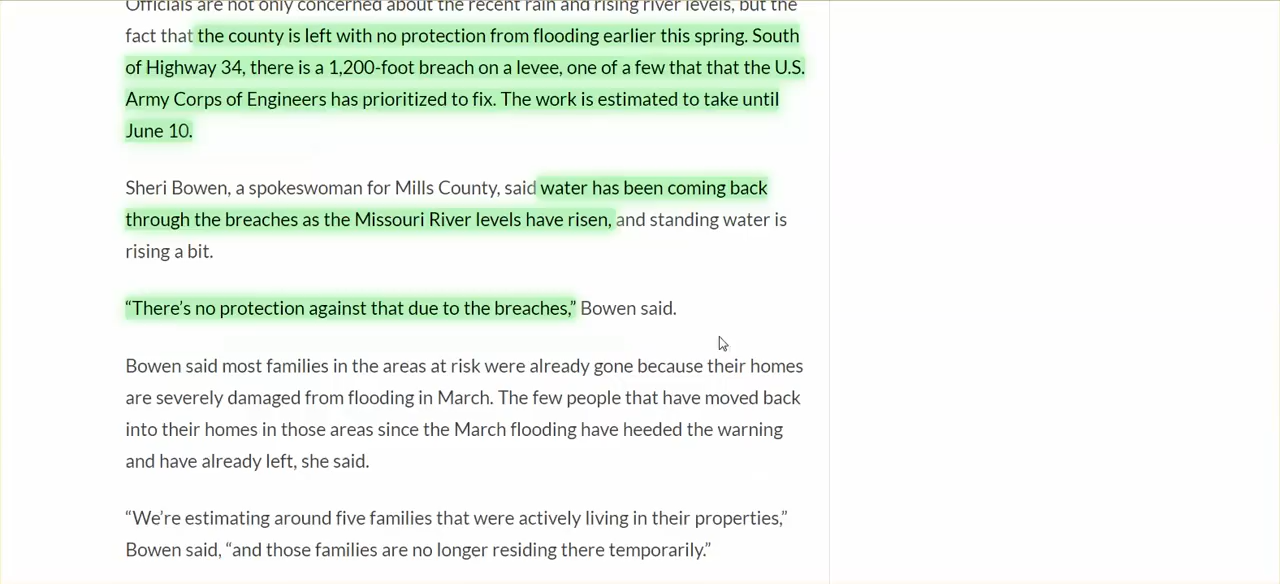 Officials are not only concerned about the recent rain and rising river levels, but the
fact that the county is left with no protection from flooding earlier this spring. South
of Highway 34, there is a 1,200-foot breach on a levee, one of a few that that the U.S.
Army Corps of Engineers has prioritized to fix. The work is estimated to take until
June 10.
Sheri Bowen, a spokeswoman for Mills County, said water has been coming back
through the breaches as the Missouri River levels have risen, and standing water is
rising a bit.
“There’s no protection against that due to the breaches,” Bowen said.
Bowen said most families in the areas at risk were already gone because their homes
are severely damaged from flooding in March. The few people that have moved back
into their homes in those areas since the March flooding have heeded the warning
and have already left, she said.
“We’re estimating around five families that were actively living in their properties,”
Bowen said, “and those families are no longer residing there temporarily.”